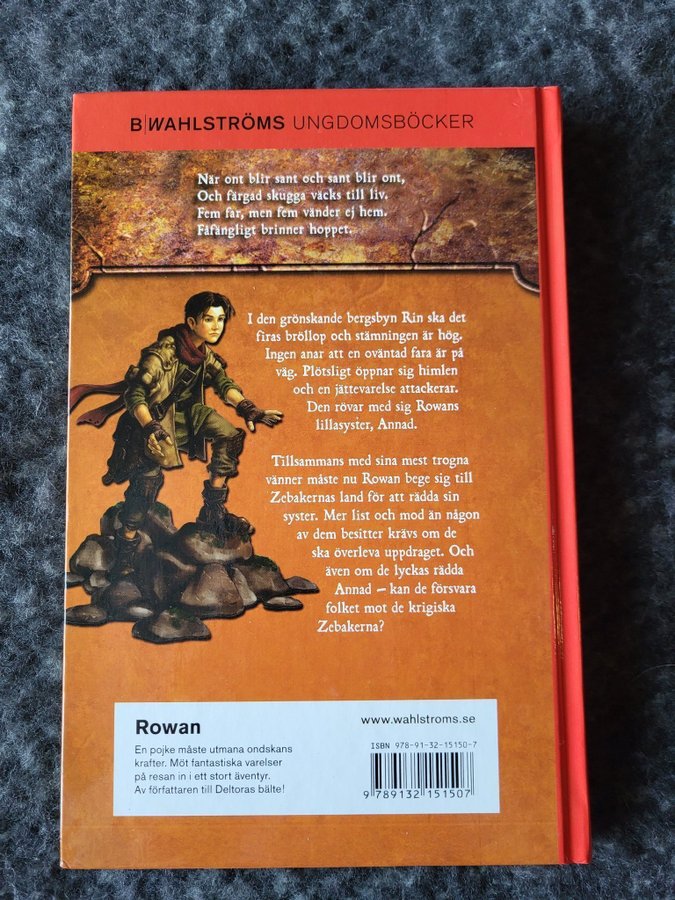 B|WAHLSTRÖMS UNGDOMSBÖCKER
När ont blir sant och sant blir ont,
Och färgad skugga väcks till liv.
Fem far, men fem vänder ej hem.
Fåfängligt brinner hoppet.
I den grönskande bergsbyn Rin ska det
firas bröllop och stämningen är hög.
Ingen anar att en oväntad fara är på
väg. Plötsligt öppnar sig himlen
och en jättevarelse attackerar.
Den rövar med sig Rowans
lillasyster, Annad.
Tillsammans med sina mest trogna
vänner måste nu Rowan bege sig till
Zebakernas land för att rädda sin
syster. Mer list och mod än någon
av dem besitter krävs om de
ska överleva uppdraget. Och
även om de lyckas rädda
Annad – kan de försvara
folket mot de krigiska
Zebakerna?
Rowan
En pojke måste utmana ondskans
krafter. Möt fantastiska varelser
på resan in i ett stort äventyr.
Av författaren till Deltoras bälte!
www.wahlstroms.se
ISBN 978-91-32-15150-7
9 789132 151507